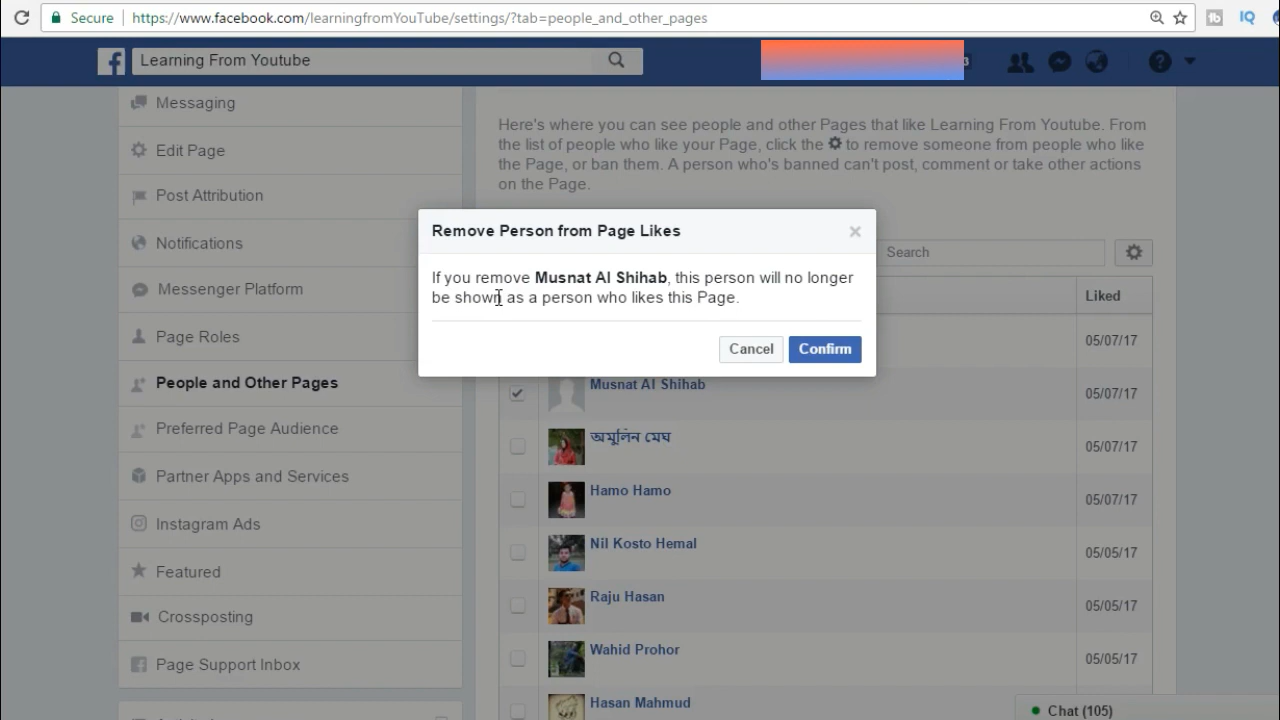 Secure https://www.facebook.com/learningfromYouTube/settings/?tab=people_and_other_pages
Learning From Youtube
3
Messaging
Edit Page
Post Attribution
Notifications
Messenger Platform
Page Roles
People and Other Pages
Preferred Page Audience
Partner Apps and Services
Instagram Ads
Featured
Crossposting
Page Support Inbox
Here's where you can see people and other Pages that like Learning From Youtube. From
the list of people who like your Page, click the to remove someone from people who like
the Page, or ban them. A person who's banned can't post, comment or take other actions
on the Page.
Remove Person from Page Likes
If you remove Musnat Al Shihab, this person will no longer
be shown as a person who likes this Page.
Cancel Confirm
Search
Liked
05/07/17
Musnat Al Shihab 05/07/17
অমুলিন মেঘ 05/07/17
Hamo Hamo 05/07/17
Nil Kosto Hemal 05/05/17
Raju Hasan 05/05/17
Wahid Prohor 05/05/17
Hasan Mahmud
Chat (105)